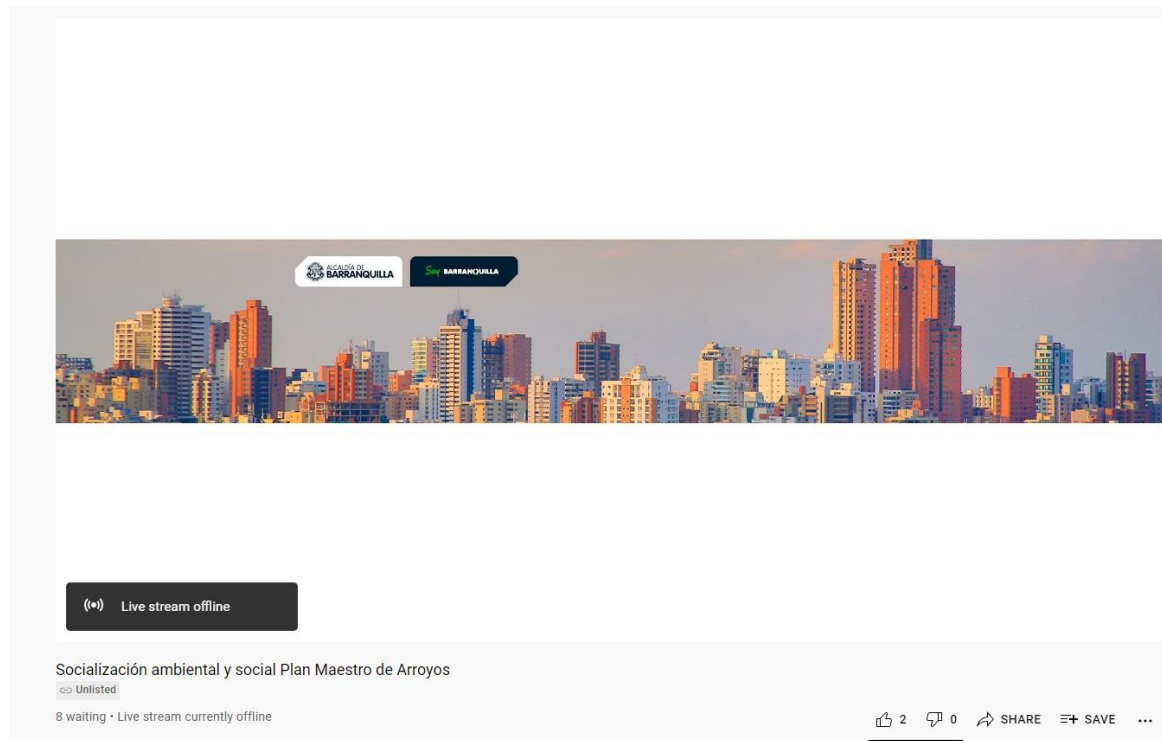 ALCALDÍA DE
BARRANQUILLA
Soy BARRANQUILLA
Live stream offline
Socialización ambiental y social Plan Maestro de Arroyos
Unlisted
8 waiting • Live stream currently offline
2 0 SHARE SAVE